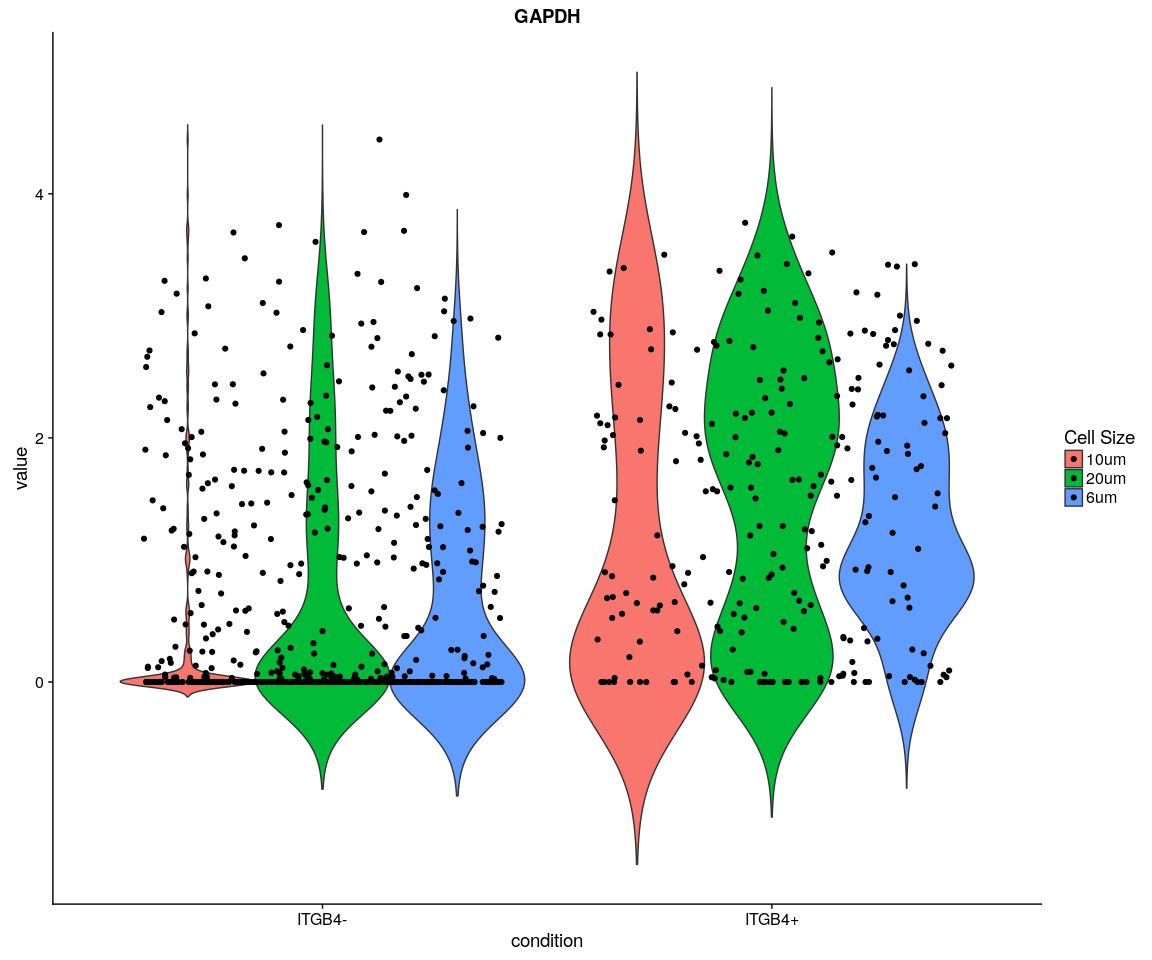 GAPDH
value
4
2
0
ITGB4-
ITGB4+
condition
Cell Size
10um
20um
6um